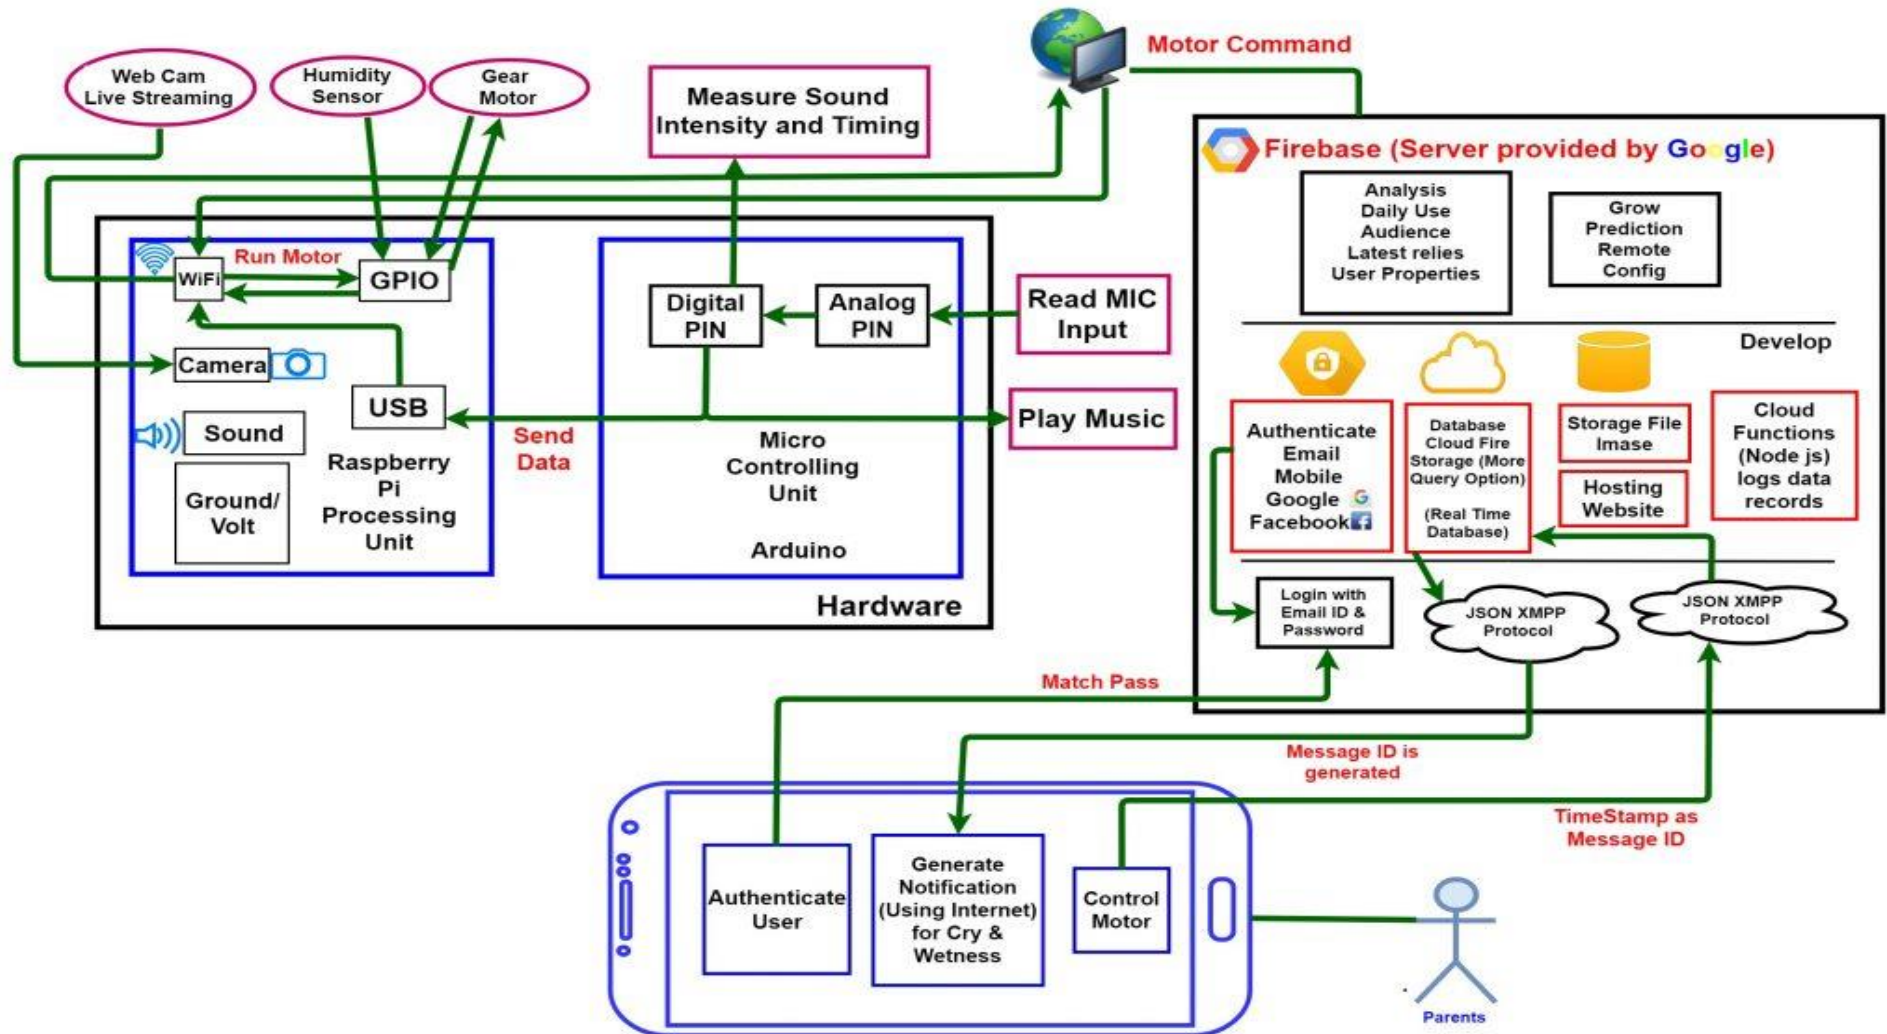 Motor Command
Web Cam
Live Streaming
Humidity
Sensor
Gear
Motor
Measure Sound
Intensity and Timing
Firebase (Server provided by Google)
Analysis
Daily Use
Audience
Latest relies
User Properties
Grow
Prediction
Remote
Config
WiFi
Run Motor
GPIO
Digital
PIN
Analog
PIN
Read MIC
Input
Camera
USB
Sound
Ground/
Volt
Raspberry
Pi
Processing
Unit
Send
Data
Micro
Controlling
Unit
Arduino
Play Music
Hardware
Develop
Authenticate
Email
Mobile
Google G
Facebook f
Database
Cloud Fire
Storage (More
Query Option)
(Real Time
Database)
Storage File
Imase
Hosting
Website
Cloud
Functions
(Node js)
logs data
records
Login with
Email ID &
Password
JSON XMPP
Protocol
JSON XMPP
Protocol
Match Pass
Message ID is
generated
TimeStamp as
Message ID
Authenticate
User
Generate
Notification
(Using Internet)
for Cry &
Wetness
Control
Motor
Parents